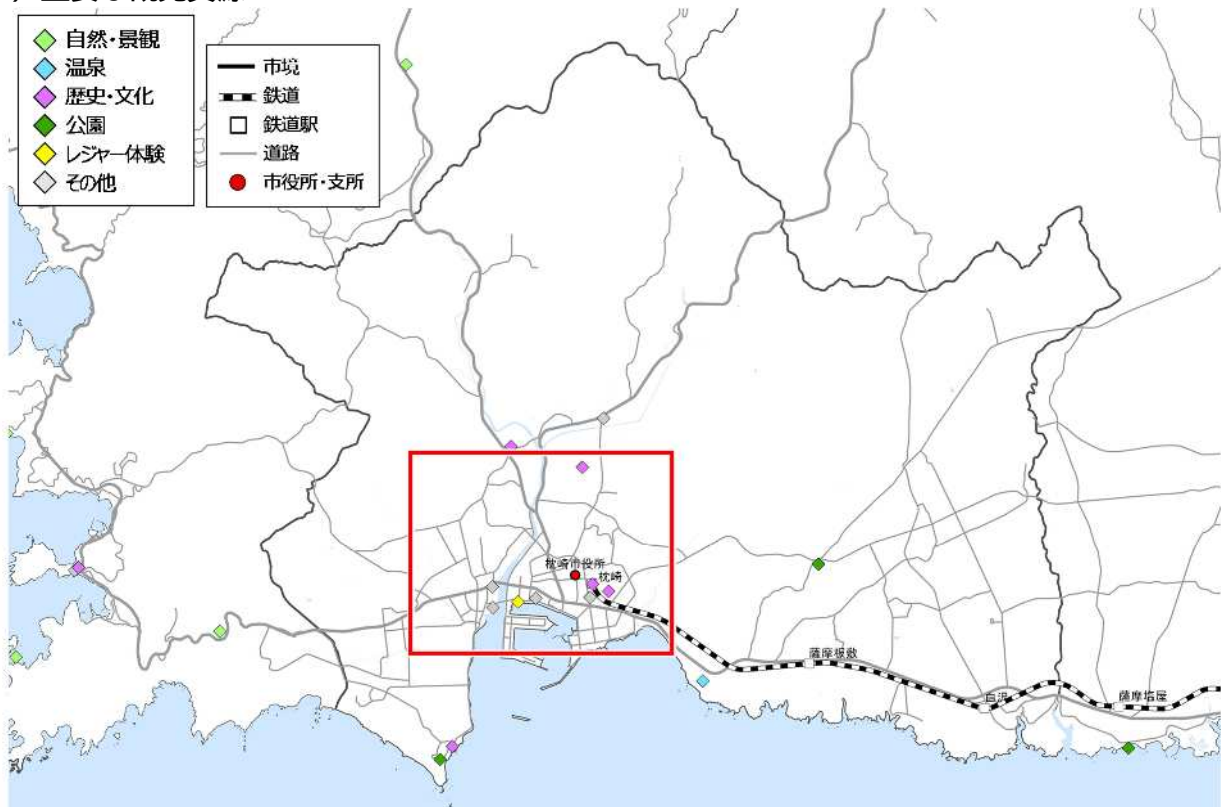 自然・景観
温泉
歴史・文化
公園
レジャー体験
その他
市境
鉄道
鉄道駅
道路
市役所・支所
枕崎市役所
枕崎
薩摩板敷
白沢
薩摩塩屋